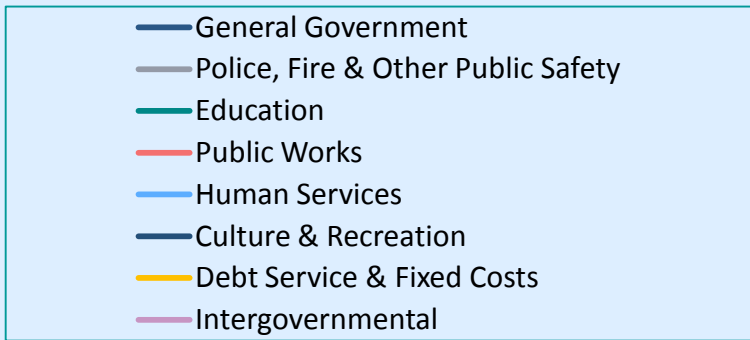 General Government
Police, Fire & Other Public Safety
Education
Public Works
Human Services
Culture & Recreation
Debt Service & Fixed Costs
Intergovernmental